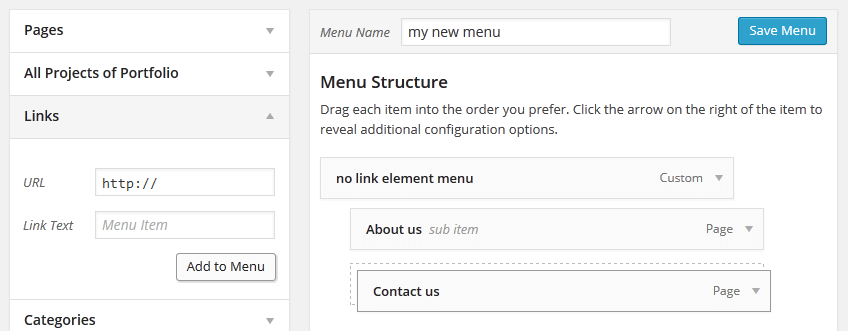 Pages
All Projects of Portfolio
Links
URL http://
Link Text Menu Item
Add to Menu
Categories
Menu Name my new menu Save Menu
Menu Structure
Drag each item into the order you prefer. Click the arrow on the right of the item to
reveal additional configuration options.
no link element menu Custom
About us sub item Page
Contact us Page